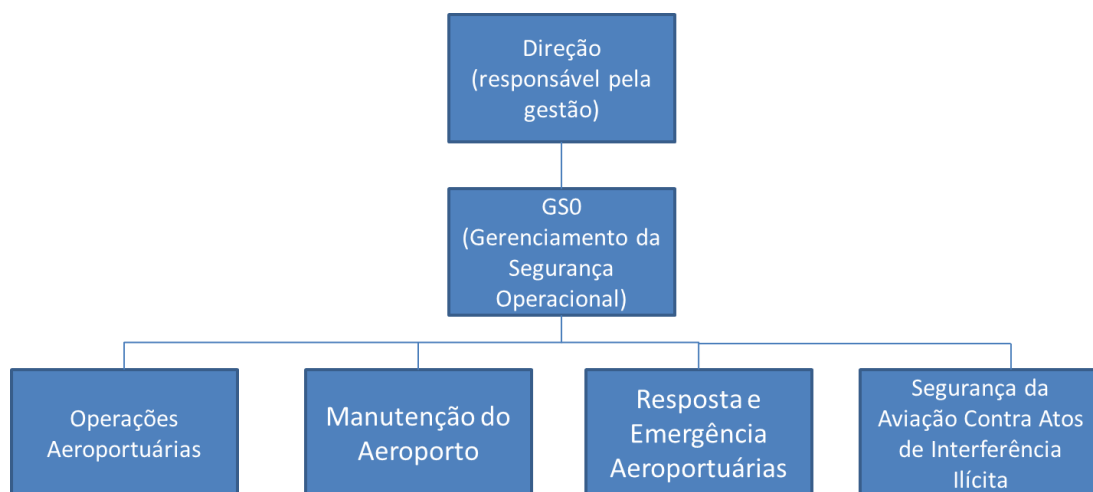 Direção
(responsável pela
gestão)
GS0
(Gerenciamento da
Segurança
Operacional)
Operações
Aeroportuárias
Manutenção do
Aeroporto
Resposta e
Emergência
Aeroportuárias
Segurança da
Aviação Contra Atos
de Interferência
Ilícita